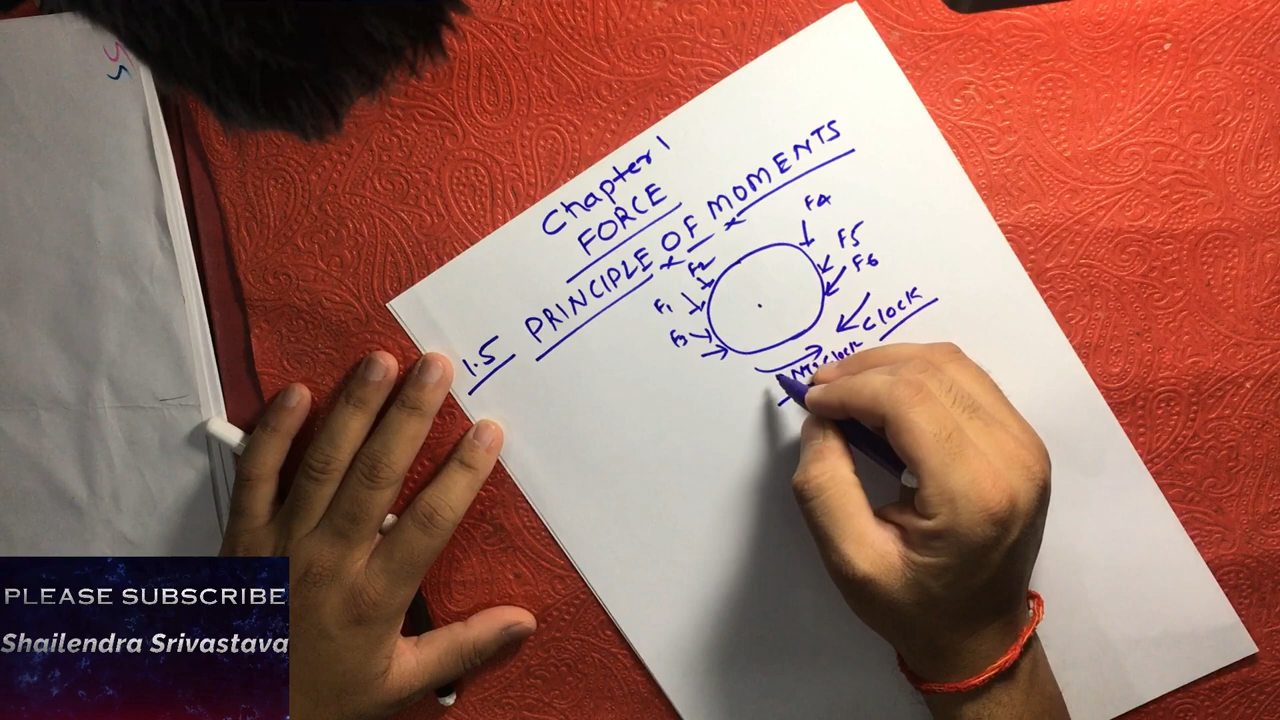 Chapter 1
FORCE
1.5 PRINCIPLE OF MOMENTS
F4
F2
F5
F6
F1
F3
CLOCK
ANTICLOCK
PLEASE SUBSCRIBE
Shailendra Srivastava